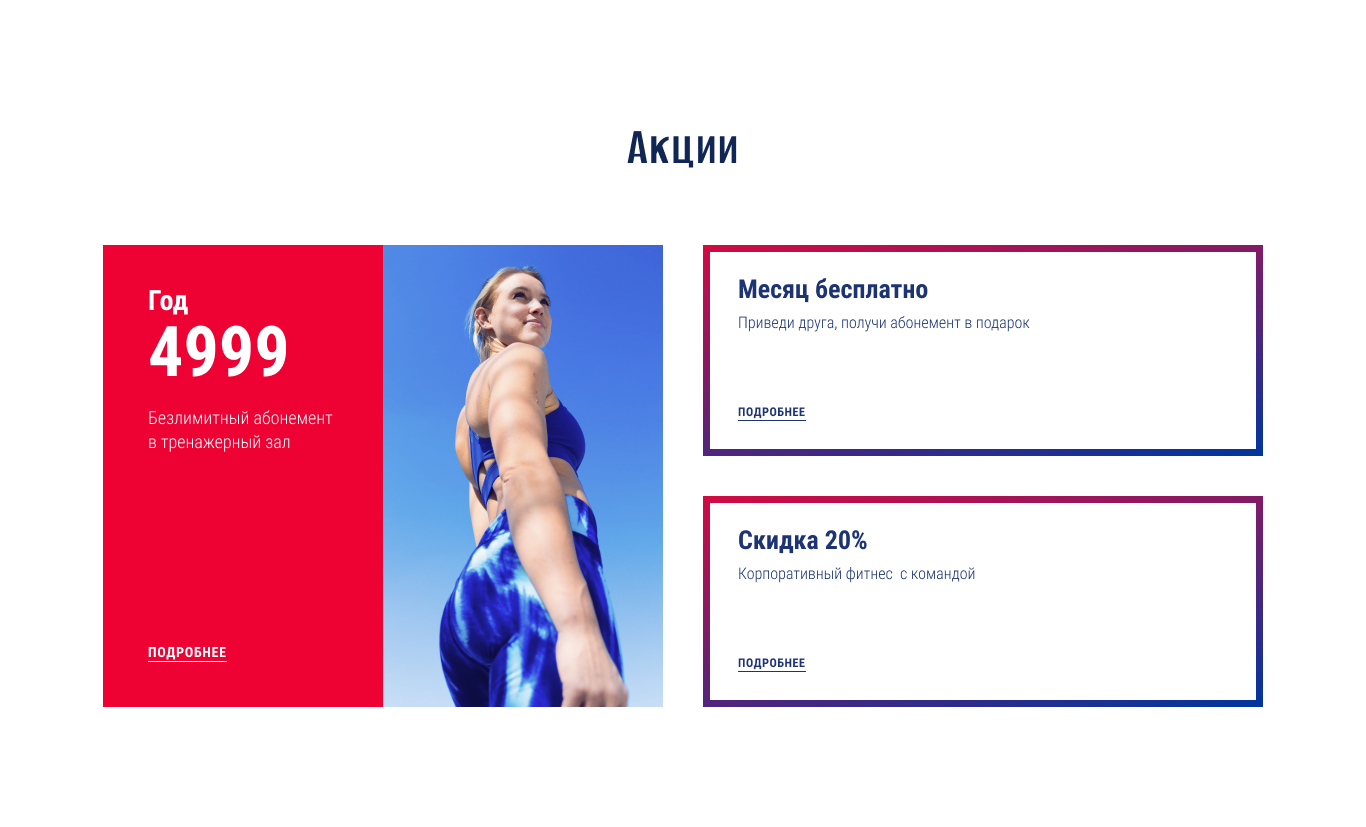 Акции
Год
4999
Безлимитный абонемент
в тренажерный зал
ПОДРОБНЕЕ
Месяц бесплатно
Приведи друга, получи абонемент в подарок
ПОДРОБНЕЕ
Скидка 20%
Корпоративный фитнес  с командой
ПОДРОБНЕЕ